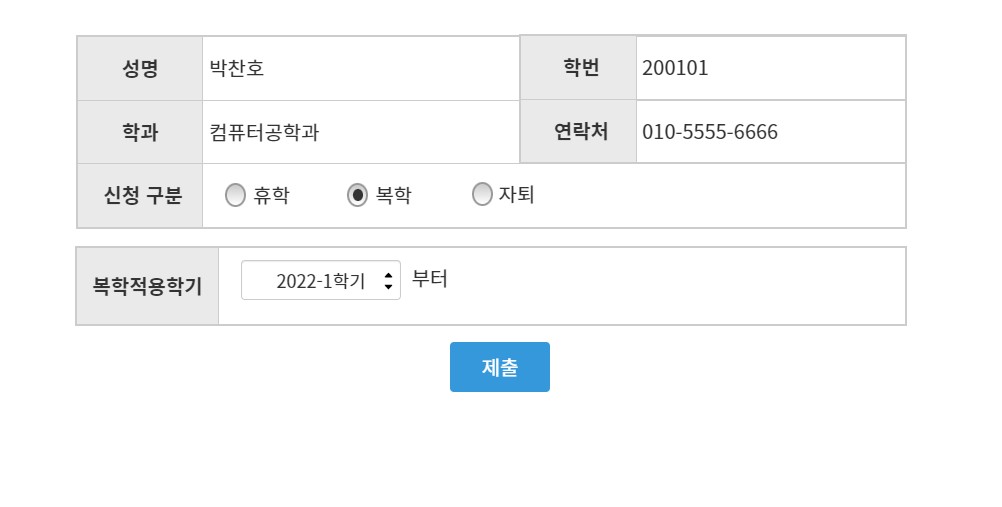 성명 박찬호 학번 200101
학과 컴퓨터공학과 연락처 010-5555-6666
신청 구분 휴학 복학 자퇴
복학적용학기 2022-1학기 부터
제출